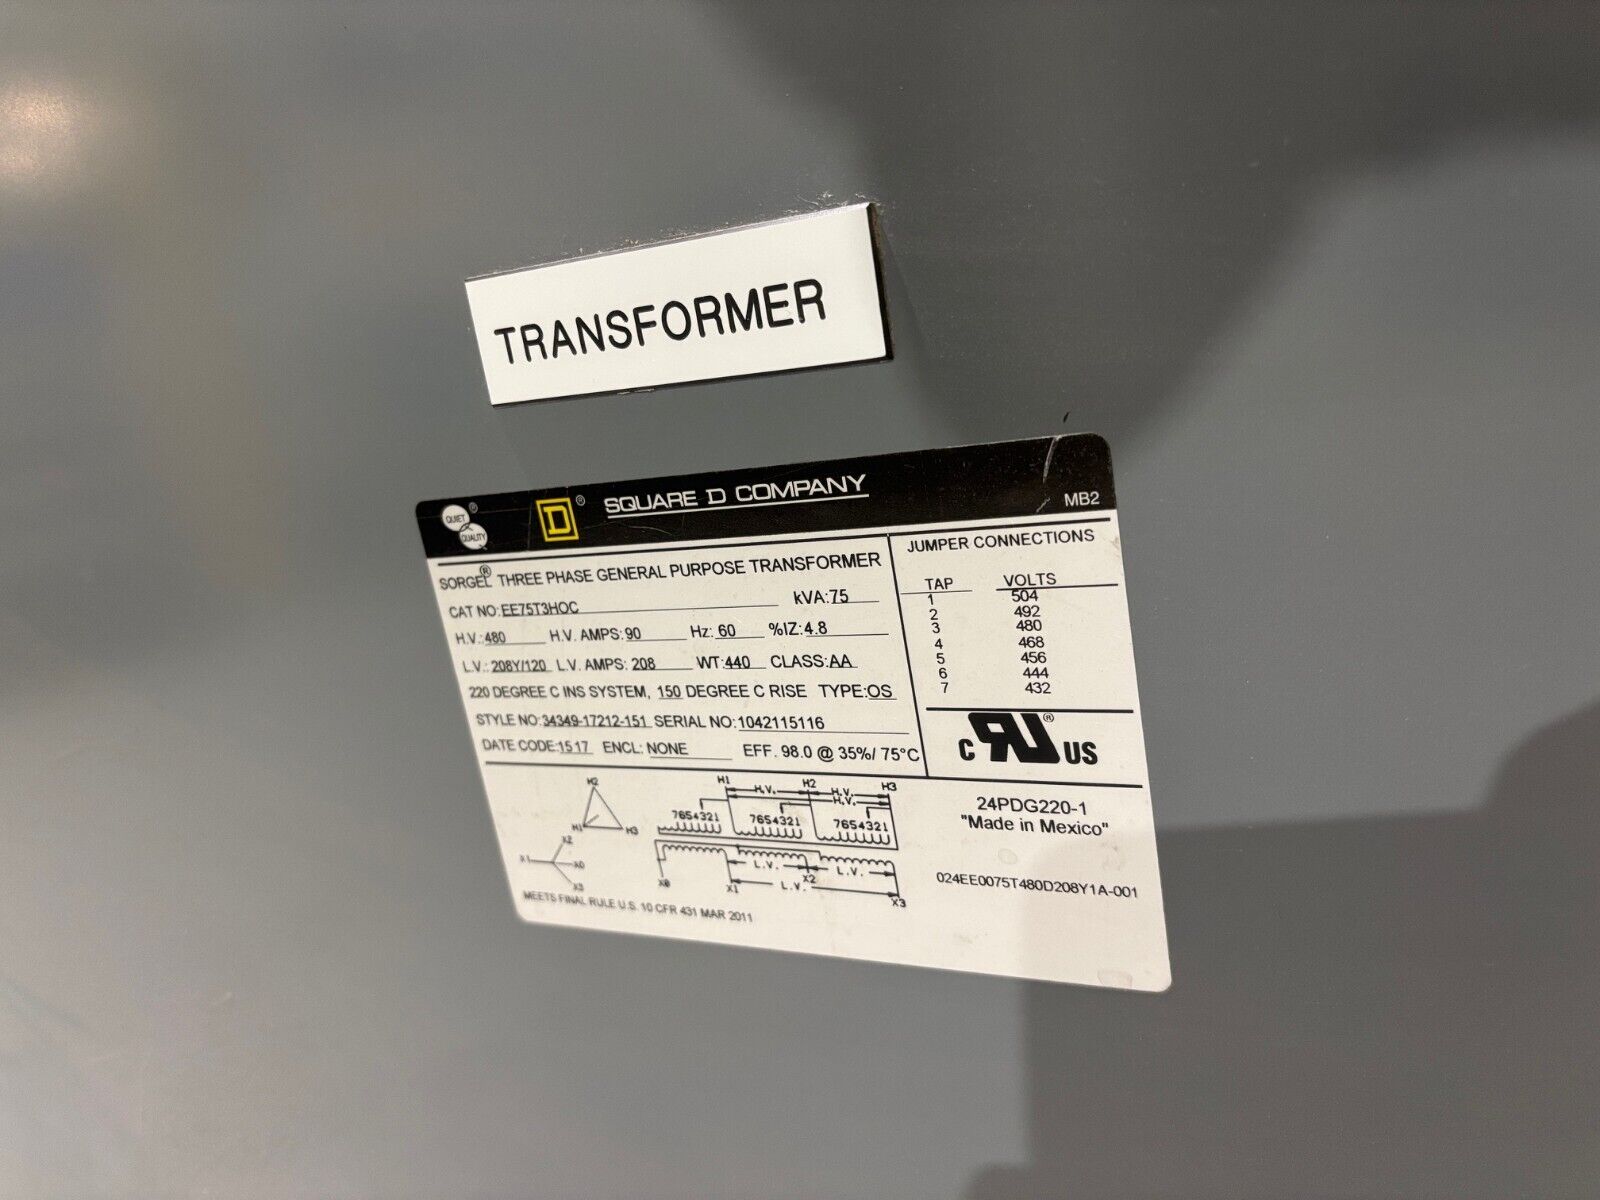 TRANSFORMER
QUIET QUALITY ® D ® SQUARE D COMPANY MB2
SORGEL® THREE PHASE GENERAL PURPOSE TRANSFORMER
CAT NO: EE75T3HOC kVA: 75
H.V.: 480 H.V. AMPS: 90 Hz: 60 %IZ: 4.8
L.V.: 208Y/120 L.V. AMPS: 208 WT: 440 CLASS: AA
220 DEGREE C INS SYSTEM, 150 DEGREE C RISE TYPE: OS
STYLE NO: 34349-17212-151 SERIAL NO: 1042115116
DATE CODE: 1517 ENCL: NONE EFF. 98.0 @ 35%/ 75°C
JUMPER CONNECTIONS
TAP VOLTS
1 504
2 492
3 480
4 468
5 456
6 444
7 432
C RU ® US
H2
H1 H3
X2
X1 X0
X3
H1 H2 H3
H.V. H.V.
H.V.
7654321 7654321 7654321
L.V. L.V.
X0 X1 L.V. X2 X3
MEETS FINAL RULE U.S. 10 CFR 431 MAR 2011
24PDG220-1
"Made in Mexico"
024EE0075T480D208Y1A-001